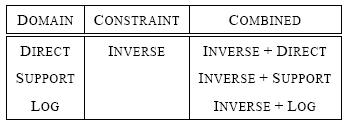 DOMAIN CONSTRAINT COMBINED
DIRECT INVERSE INVERSE + DIRECT
SUPPORT INVERSE + SUPPORT
LOG INVERSE + LOG